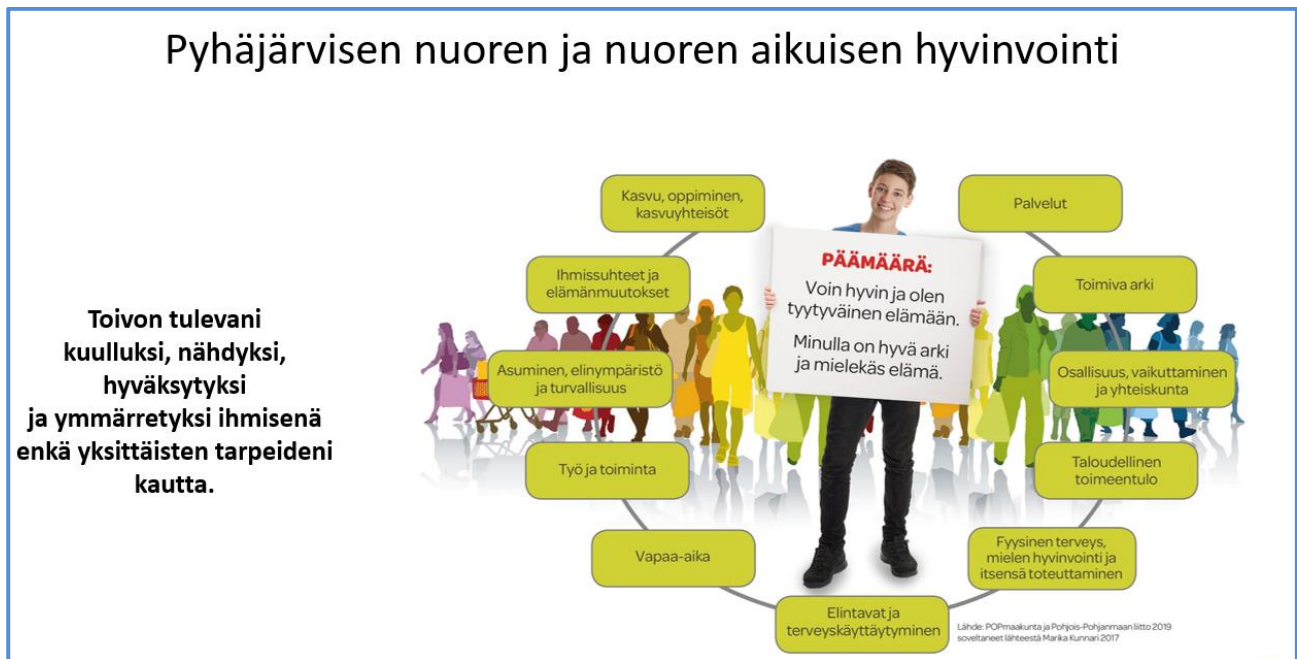 Pyhäjärvisen nuoren ja nuoren aikuisen hyvinvointi
Toivon tulevani
kuulluksi, nähdyksi,
hyväksytyksi
ja ymmärretyksi ihmisenä
enkä yksittäisten tarpeideni
kautta.
Kasvu, oppiminen,
kasvuyhteisöt
Ihmissuhteet ja
elämänmuutokset
Asuminen, elinympäristö
ja turvallisuus
Työ ja toiminta
Vapaa-aika
Elintavat ja
terveyskäyttäytyminen
PÄÄMÄÄRÄ:
Voin hyvin ja olen
tyytyväinen elämään.
Minulla on hyvä arki
ja mielekäs elämä.
Palvelut
Toimiva arki
Osallisuus, vaikuttaminen
ja yhteiskunta
Taloudellinen
toimeentulo
Fyysinen terveys,
mielen hyvinvointi ja
itsensä toteuttaminen
Lähde: POPmaakunta ja Pohjois-Pohjanmaan liitto 2019
soveltaneet lähteestä Marika Kunnari 2017